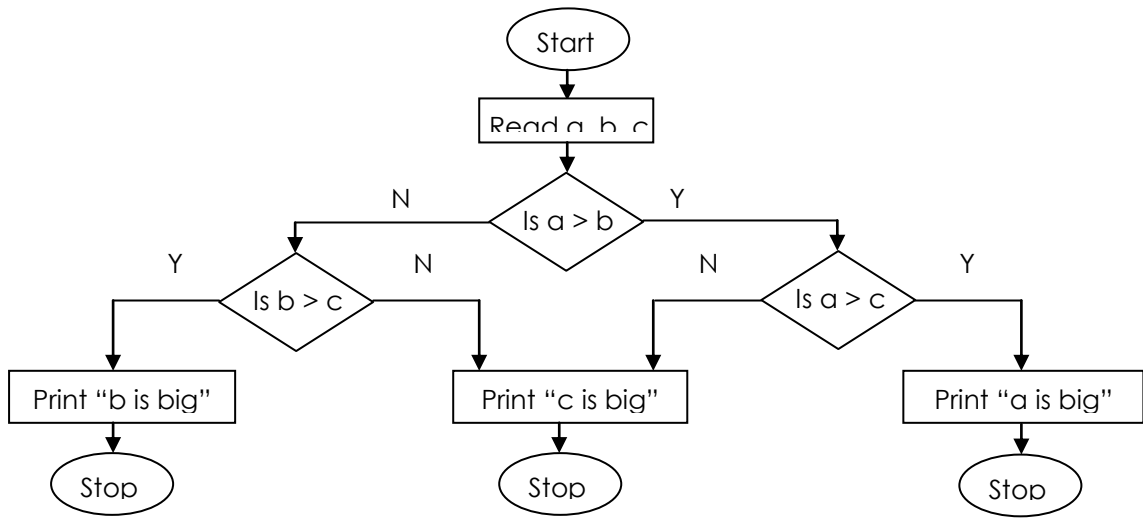 Start
Read a, b, c
Is a > b
N
Y
Is b > c
Y
N
Is a > c
N
Y
Print “b is big”
Print “c is big”
Print “a is big”
Stop
Stop
Stop